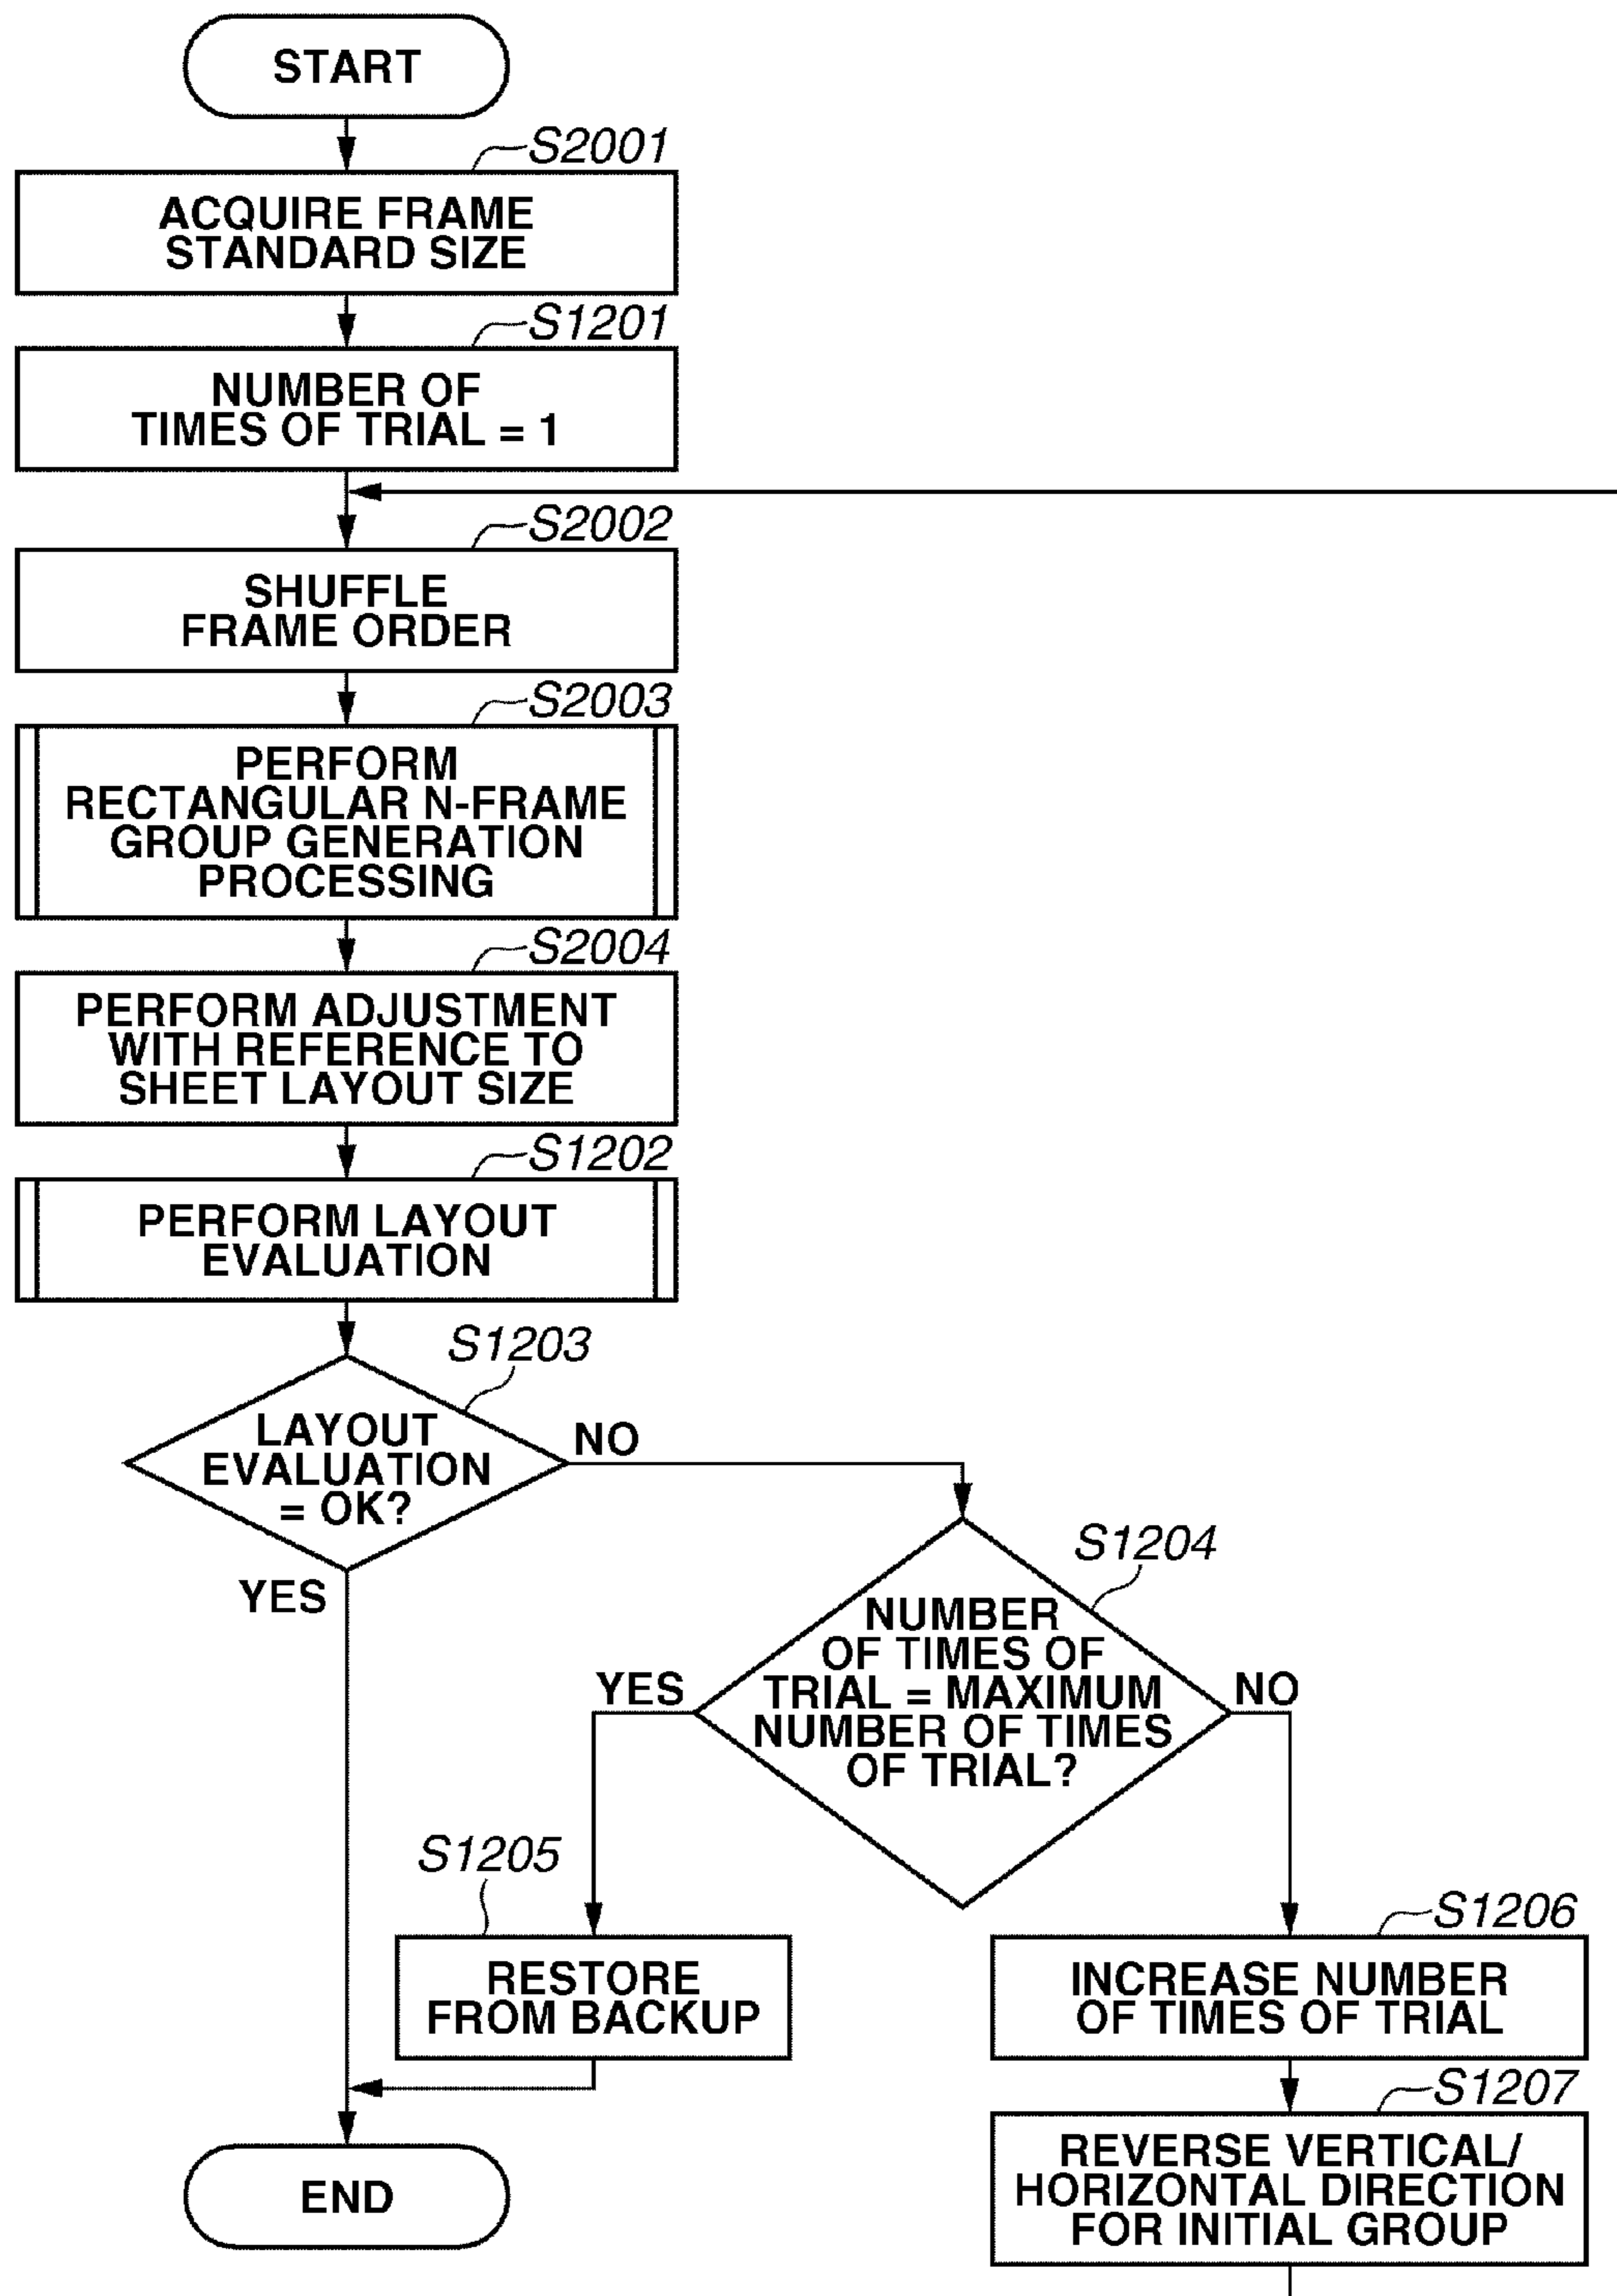 START
S2001
ACQUIRE FRAME
STANDARD SIZE
S1201
NUMBER OF
TIMES OF TRIAL = 1
S2002
SHUFFLE
FRAME ORDER
S2003
PERFORM
RECTANGULAR N-FRAME
GROUP GENERATION
PROCESSING
S2004
PERFORM ADJUSTMENT
WITH REFERENCE TO
SHEET LAYOUT SIZE
S1202
PERFORM LAYOUT
EVALUATION
S1203
LAYOUT
EVALUATION
= OK?
NO
YES
S1204
NUMBER
OF TIMES OF
TRIAL = MAXIMUM
NUMBER OF TIMES
OF TRIAL?
YES
NO
S1205
RESTORE
FROM BACKUP
S1206
INCREASE NUMBER
OF TIMES OF TRIAL
S1207
REVERSE VERTICAL/
HORIZONTAL DIRECTION
FOR INITIAL GROUP
END